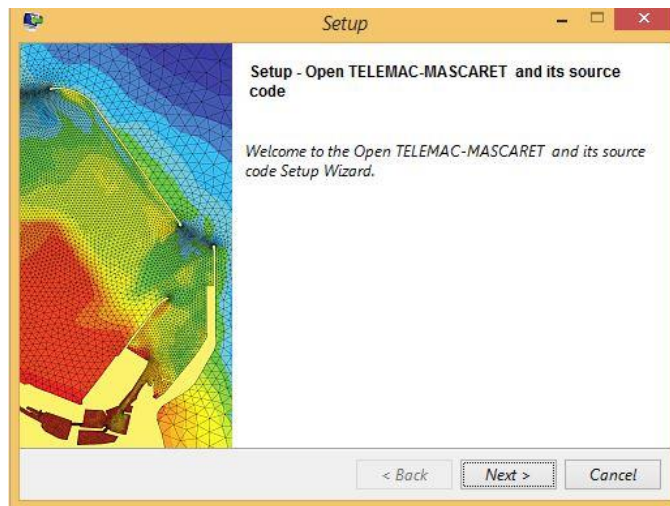 Setup
Setup - Open TELEMAC-MASCARET and its source
code
Welcome to the Open TELEMAC-MASCARET and its source
code Setup Wizard.
< Back
Next >
Cancel